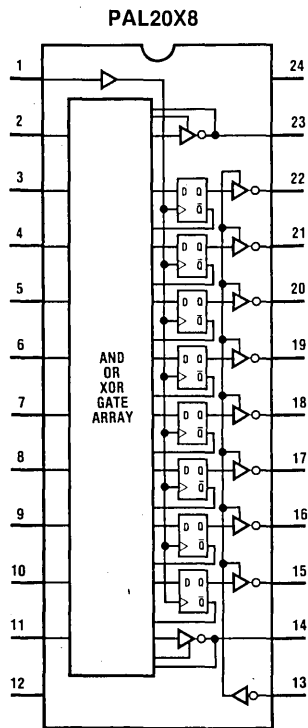 PAL20X8
1
24
2
23
3
D Q
Q
22
4
D Q
Q
21
5
D Q
Q
20
6
D Q
Q
19
AND
OR
XOR
GATE
ARRAY
7
D Q
Q
18
8
D Q
Q
17
9
D Q
Q
16
10
D Q
Q
15
11
14
12
13